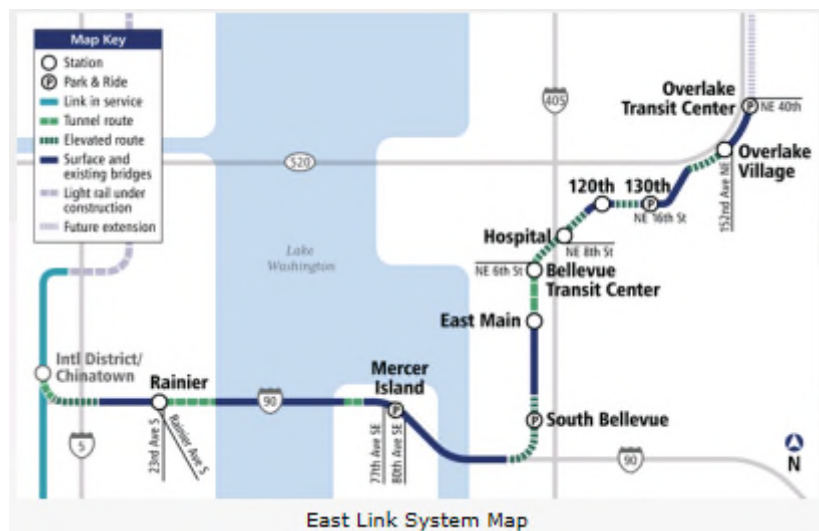 Map Key
Station
P Park & Ride
Link in service
Tunnel route
Elevated route
Surface and
existing bridges
Light rail under
construction
Future extension
405
Overlake
Transit Center
P
NE 40th
520
Overlake
Village
152nd Ave NE
120th
130th
P
NE 16th St
Hospital
NE 8th St
Lake
Washington
NE 6th St
Bellevue
Transit Center
East Main
Intl District/
Chinatown
Rainier
Mercer
Island
P
90
South Bellevue
P
23rd Ave S
Rainier Ave S
77th Ave SE
80th Ave SE
5
90
N
East Link System Map